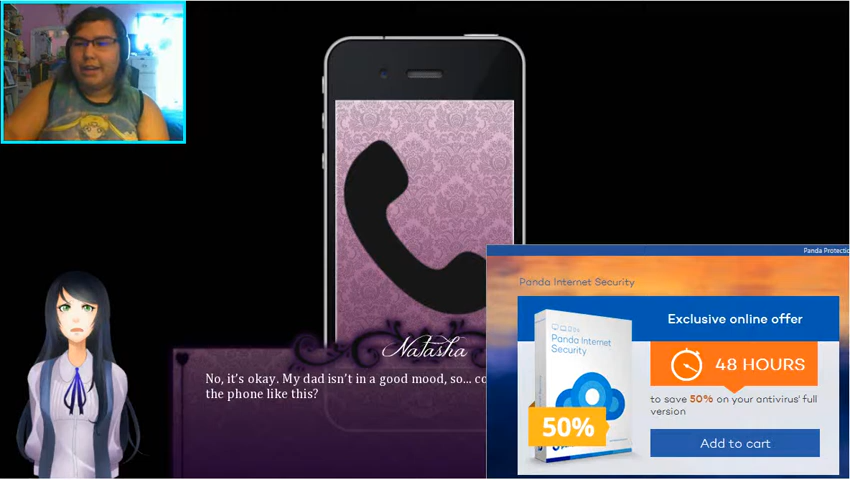 Panda Protectio
Panda Internet Security
Exclusive online offer
Panda Internet
Security
48 HOURS
to save 50% on your antivirus' full
version
50%
Add to cart
Natasha
No, it's okay. My dad isn't in a good mood, so... co
the phone like this?